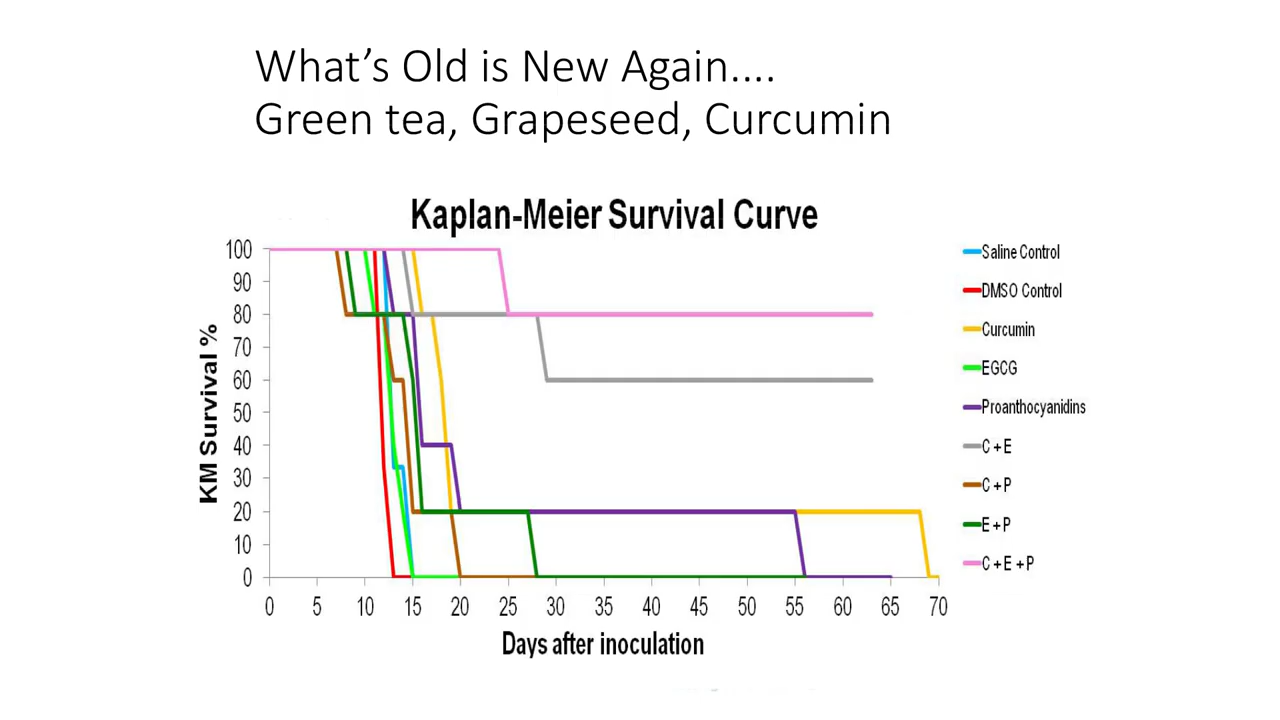 What's Old is New Again....
Green tea, Grapeseed, Curcumin
Kaplan-Meier Survival Curve
KM Survival %
100
90
80
70
60
50
40
30
20
10
0
0 5 10 15 20 25 30 35 40 45 50 55 60 65 70
Days after inoculation
Saline Control
DMSO Control
Curcumin
EGCG
Proanthocyanidins
C + E
C + P
E + P
C + E + P